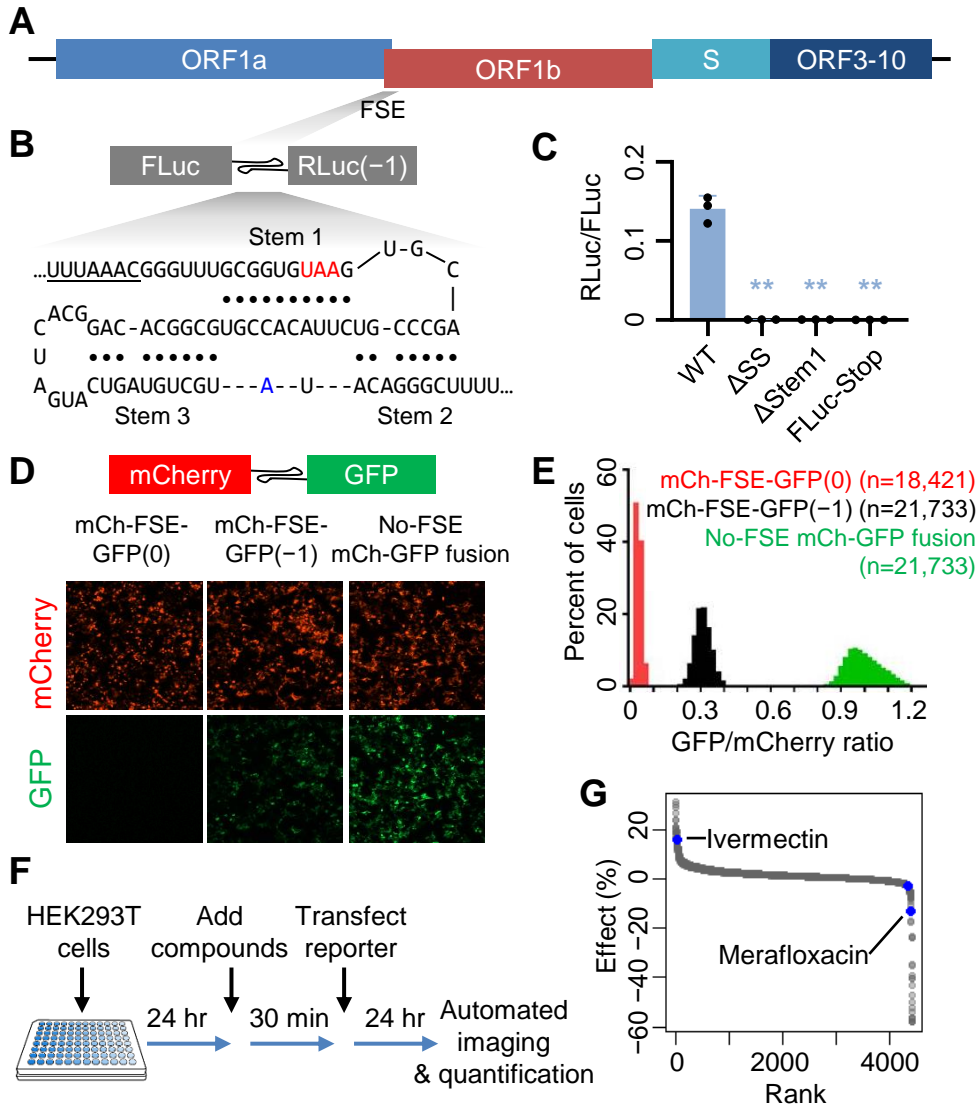 A
ORF1a
ORF1b
S
ORF3-10
FSE
B
FLuc
RLuc(−1)
Stem 1
...UUUAAACGGGUUUGCGGUGUAAG
U-G
C
ACG
C
GAC-ACGGCGUGCCACAUUCUG-CCCGA
U
A
GUA
CUGAUGUCGU---A--U---ACAGGGCUUUU...
Stem 3
Stem 2
C
RLuc/FLuc
0.2
0.1
0
** ** **
WT
ΔSS
ΔStem1
FLuc-Stop
D
mCherry
GFP
mCh-FSE-
GFP(0)
mCh-FSE-
GFP(−1)
No-FSE
mCh-GFP fusion
mCherry
GFP
E
mCh-FSE-GFP(0) (n=18,421)
mCh-FSE-GFP(−1) (n=21,733)
No-FSE mCh-GFP fusion
(n=21,733)
Percent of cells
60
40
20
0
0 0.3 0.6 0.9 1.2
GFP/mCherry ratio
F
HEK293T
cells
Add
compounds
Transfect
reporter
24 hr
30 min
24 hr
Automated
imaging
& quantification
G
Ivermectin
Merafloxacin
Effect (%)
20
0
−20
−40
−60
0 2000 4000
Rank